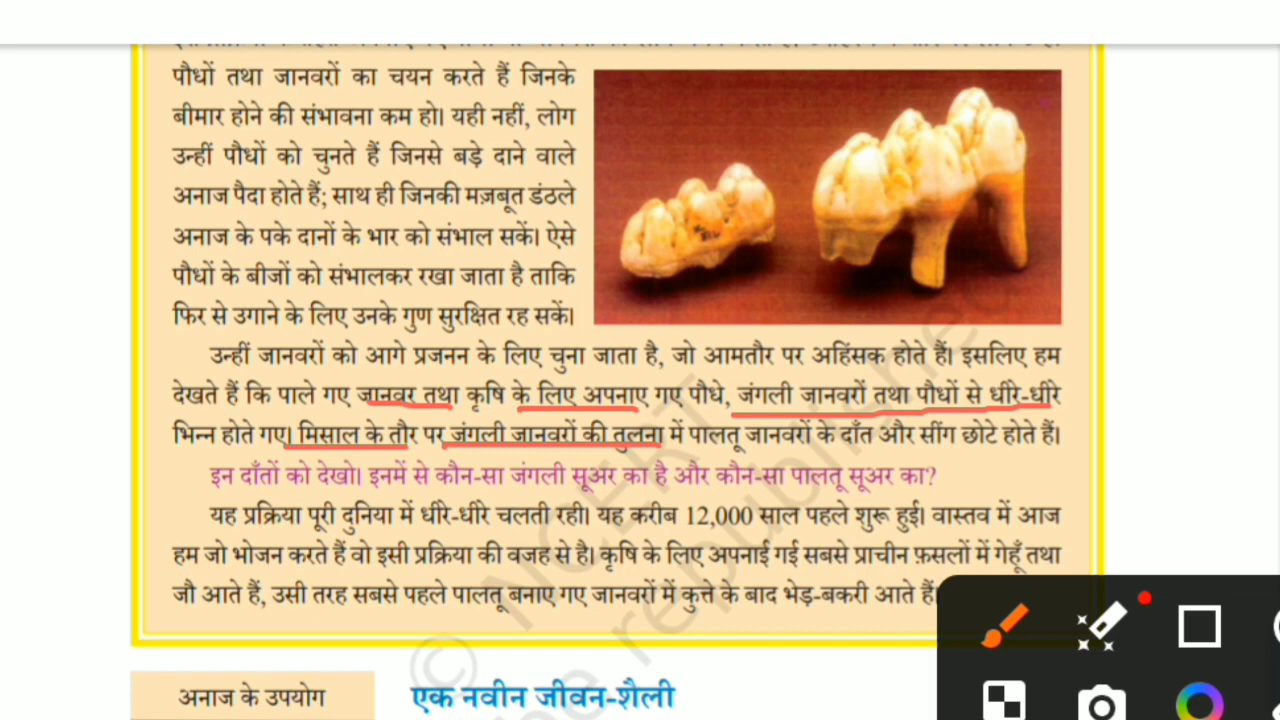 पौधों तथा जानवरों का चयन करते हैं जिनके
बीमार होने की संभावना कम हो। यही नहीं, लोग
उन्हीं पौधों को चुनते हैं जिनसे बड़े दाने वाले
अनाज पैदा होते हैं; साथ ही जिनकी मज़बूत डंठले
अनाज के पके दानों के भार को संभाल सकें। ऐसे
पौधों के बीजों को संभालकर रखा जाता है ताकि
फिर से उगाने के लिए उनके गुण सुरक्षित रह सकें।
उन्हीं जानवरों को आगे प्रजनन के लिए चुना जाता है, जो आमतौर पर अहिंसक होते हैं। इसलिए हम
देखते हैं कि पाले गए जानवर तथा कृषि के लिए अपनाए गए पौधे, जंगली जानवरों तथा पौधों से धीरे-धीरे
भिन्न होते गए। मिसाल के तौर पर जंगली जानवरों की तुलना में पालतू जानवरों के दाँत और सींग छोटे होते हैं।
इन दाँतों को देखो। इनमें से कौन-सा जंगली सूअर का है और कौन-सा पालतू सूअर का?
यह प्रक्रिया पूरी दुनिया में धीरे-धीरे चलती रही। यह करीब 12,000 साल पहले शुरू हुई। वास्तव में आज
हम जो भोजन करते हैं वो इसी प्रक्रिया की वजह से है। कृषि के लिए अपनाई गई सबसे प्राचीन फ़सलों में गेहूँ तथा
जौ आते हैं, उसी तरह सबसे पहले पालतू बनाए गए जानवरों में कुत्ते के बाद भेड़-बकरी आते हैं।
© NCERT
be republished
अनाज के उपयोग
एक नवीन जीवन-शैली